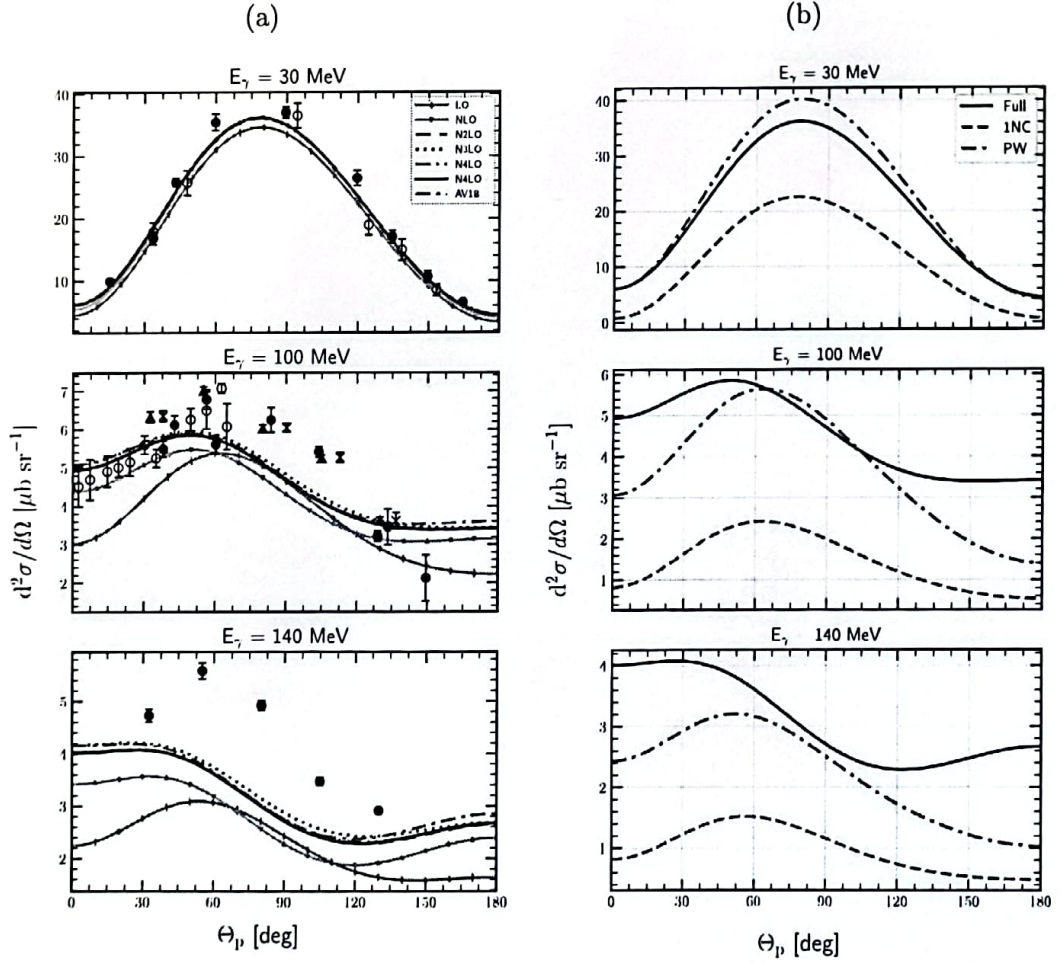 (a)
(b)
E_γ = 30 MeV
40
30
20
10
LO
NLO
N2LO
N3LO
N4LO
N4LO
AV18
E_γ = 100 MeV
7
6
5
4
3
2
d²σ/dΩ [μb sr⁻¹]
E_γ = 140 MeV
5
4
3
2
0
30
60
90
120
150
180
Θ_p [deg]
E_γ = 30 MeV
40
30
20
10
0
Full
1NC
PW
E_γ = 100 MeV
6
5
4
3
2
1
d²σ/dΩ [μb sr⁻¹]
E_γ 140 MeV
4
3
2
1
0
30
60
90
120
150
180
Θ_p [deg]